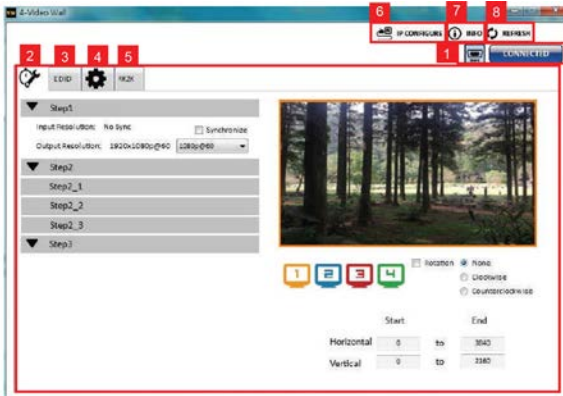 4-Video Wall
6 7 8
IP CONFIGURE INFO REFRESH
1 CONNECTED
2 3 4 5
EDID 4K2K
Step1
Input Resolution: No Sync Synchronize
Output Resolution: 1920x1080p@60 1080p@60
Step2
Step2_1
Step2_2
Step2_3
Step3
1 2 3 4
Rotation None
Clockwise
Counterclockwise
Start End
Horizontal 0 to 3840
Vertical 0 to 2160